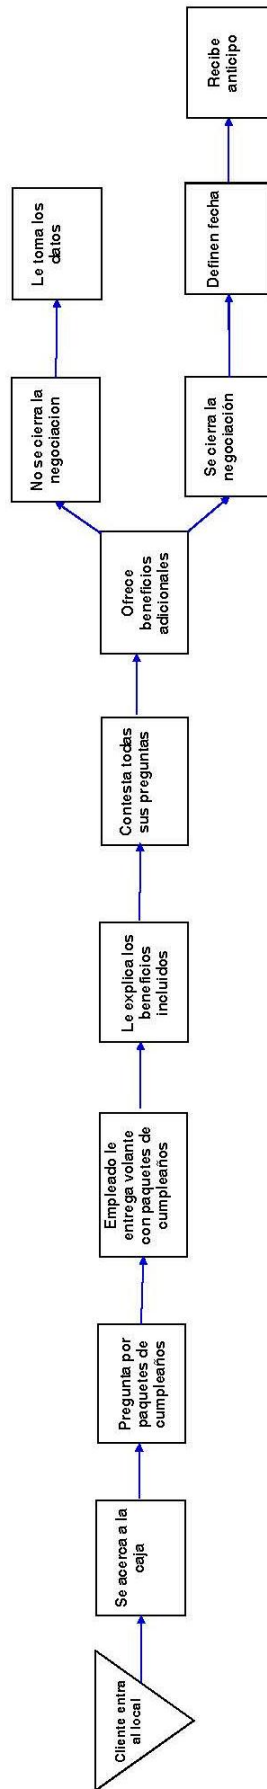 Cliente entra
al local
Se acerca a la
caja
Pregunta por
paquetes de
cumpleaños
Empleado le
entrega volante
con paquetes de
cumpleaños
Le explica los
beneficios
incluidos
Contesta todas
sus preguntas
Ofrece
beneficios
adicionales
No se cierra la
negociacion
Le toma los
datos
Se cierra la
negociación
Definen fecha
Recibe
anticipo